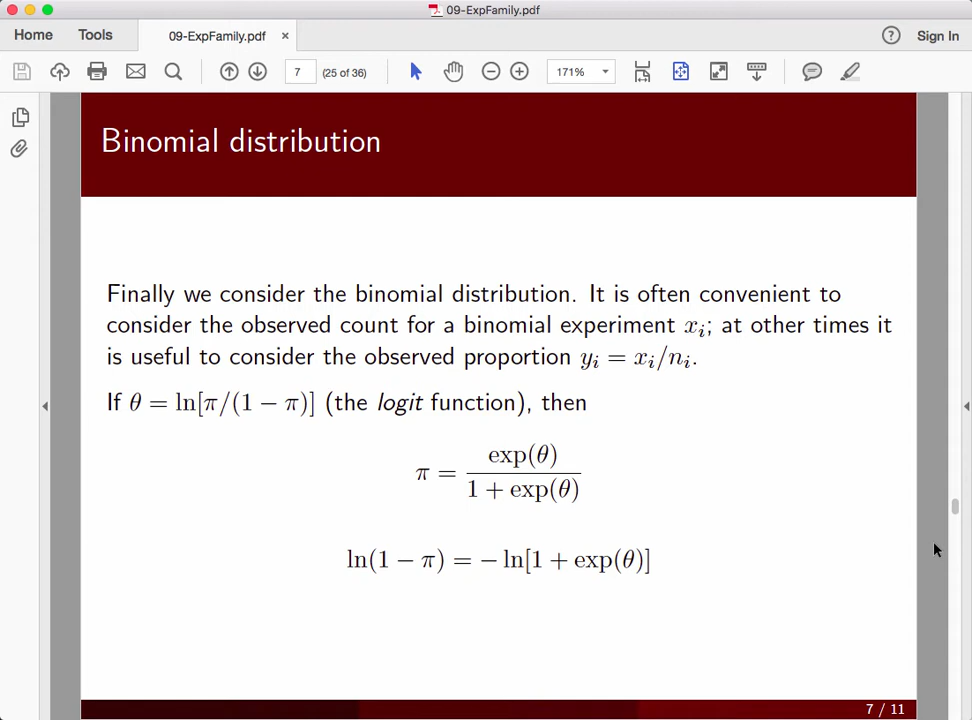 09-ExpFamily.pdf
Home Tools 09-ExpFamily.pdf × ? Sign In
7 (25 of 36) 171%
Binomial distribution
Finally we consider the binomial distribution. It is often convenient to
consider the observed count for a binomial experiment xᵢ; at other times it
is useful to consider the observed proportion yᵢ = xᵢ/nᵢ.
If θ = ln[π/(1 − π)] (the logit function), then
π = exp(θ) / 1 + exp(θ)
ln(1 − π) = − ln[1 + exp(θ)]
7 / 11